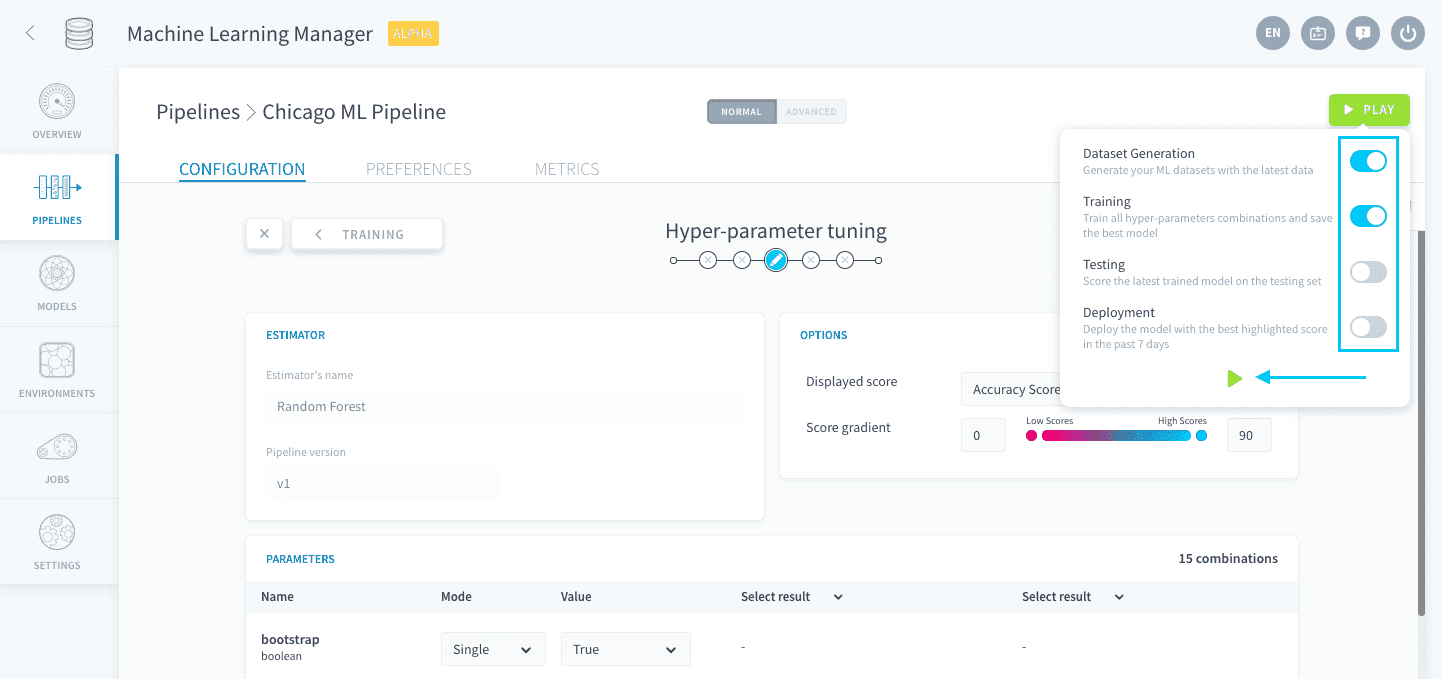 Machine Learning Manager
ALPHA
EN
OVERVIEW
PIPELINES
MODELS
ENVIRONMENTS
JOBS
SETTINGS
Pipelines > Chicago ML Pipeline
NORMAL
ADVANCED
PLAY
CONFIGURATION
PREFERENCES
METRICS
Dataset Generation
Generate your ML datasets with the latest data
Training
Train all hyper-parameters combinations and save
the best model
Testing
Score the latest trained model on the testing set
Deployment
Deploy the model with the best highlighted score
in the past 7 days
TRAINING
Hyper-parameter tuning
ESTIMATOR
Estimator's name
Random Forest
Pipeline version
v1
OPTIONS
Displayed score
Accuracy Score
Score gradient
0
Low Scores
High Scores
90
PARAMETERS
15 combinations
Name
Mode
Value
Select result
Select result
bootstrap
boolean
Single
True
-
-